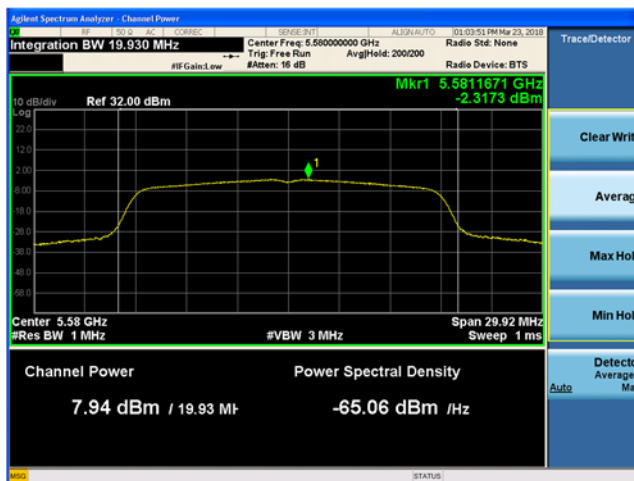 Agilent Spectrum Analyzer - Channel Power
RF 50 Ω AC CORREC SENSE:INT ALIGN AUTO 01:03:51 PM Mar 23, 2018
Integration BW 19.930 MHz
Center Freq: 5.580000000 GHz
Radio Std: None
Trig: Free Run Avg|Hold: 200/200
#IFGain:Low #Atten: 16 dB Radio Device: BTS
Mkr1 5.5811671 GHz
-2.3173 dBm
10 dB/div Ref 32.00 dBm
Log
22.0
12.0
2.00
-8.00
-18.0
-28.0
-38.0
-48.0
-58.0
1
Center 5.58 GHz Span 29.92 MHz
#Res BW 1 MHz #VBW 3 MHz Sweep 1 ms
Channel Power Power Spectral Density
7.94 dBm / 19.93 MH -65.06 dBm /Hz
MSG STATUS
Trace/Detector
Clear Writ
Averag
Max Hol
Min Hol
Detecto
Average
Auto Ma